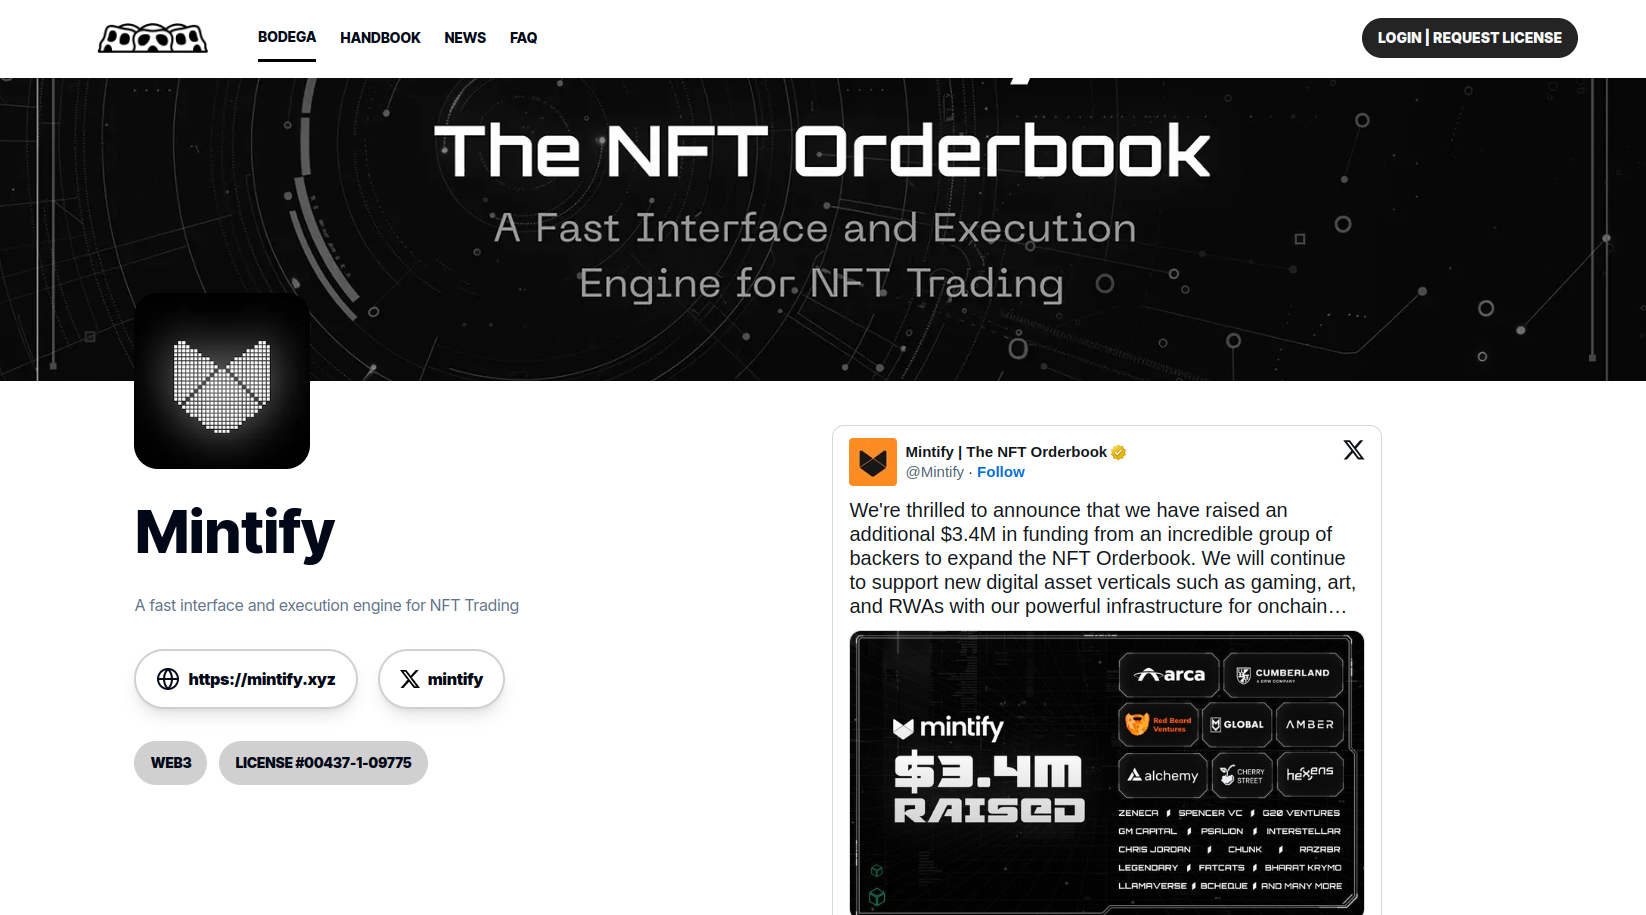 BODEGA HANDBOOK NEWS FAQ
LOGIN | REQUEST LICENSE
The NFT Orderbook
A Fast Interface and Execution
Engine for NFT Trading
Mintify
A fast interface and execution engine for NFT Trading
https://mintify.xyz
mintify
WEB3
LICENSE #00437-1-09775
Mintify | The NFT Orderbook
@Mintify · Follow
We're thrilled to announce that we have raised an
additional $3.4M in funding from an incredible group of
backers to expand the NFT Orderbook. We will continue
to support new digital asset verticals such as gaming, art,
and RWAs with our powerful infrastructure for onchain…
mintify
$3.4M
RAISED
arca
CUMBERLAND
A DRW COMPANY
Red Beard
Ventures
GLOBAL
AMBER
alchemy
CHERRY
STREET
hexens
ZENECA SPENCER VC G20 VENTURES
GM CAPITAL PSALION INTERSTELLAR
CHRIS JORDAN CHUNK RAZRBR
LEGENDARY FATCATS BHARAT KRYMO
LLAMAVERSE BCHEQUE AND MANY MORE